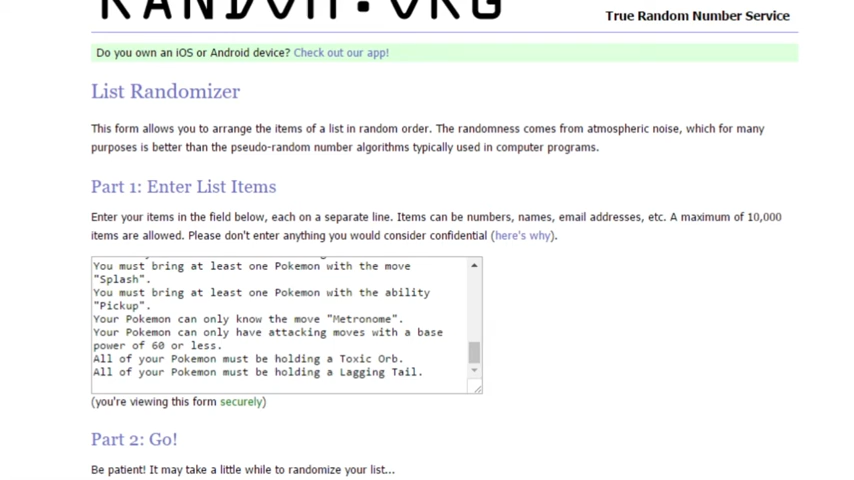 RANDOM.ORG
True Random Number Service
Do you own an iOS or Android device? Check out our app!
List Randomizer
This form allows you to arrange the items of a list in random order. The randomness comes from atmospheric noise, which for many
purposes is better than the pseudo-random number algorithms typically used in computer programs.
Part 1: Enter List Items
Enter your items in the field below, each on a separate line. Items can be numbers, names, email addresses, etc. A maximum of 10,000
items are allowed. Please don't enter anything you would consider confidential (here's why).
You must bring at least one Pokemon with the move
"Splash".
You must bring at least one Pokemon with the ability
"Pickup".
Your Pokemon can only know the move "Metronome".
Your Pokemon can only have attacking moves with a base
power of 60 or less.
All of your Pokemon must be holding a Toxic Orb.
All of your Pokemon must be holding a Lagging Tail.
(you're viewing this form securely)
Part 2: Go!
Be patient! It may take a little while to randomize your list...